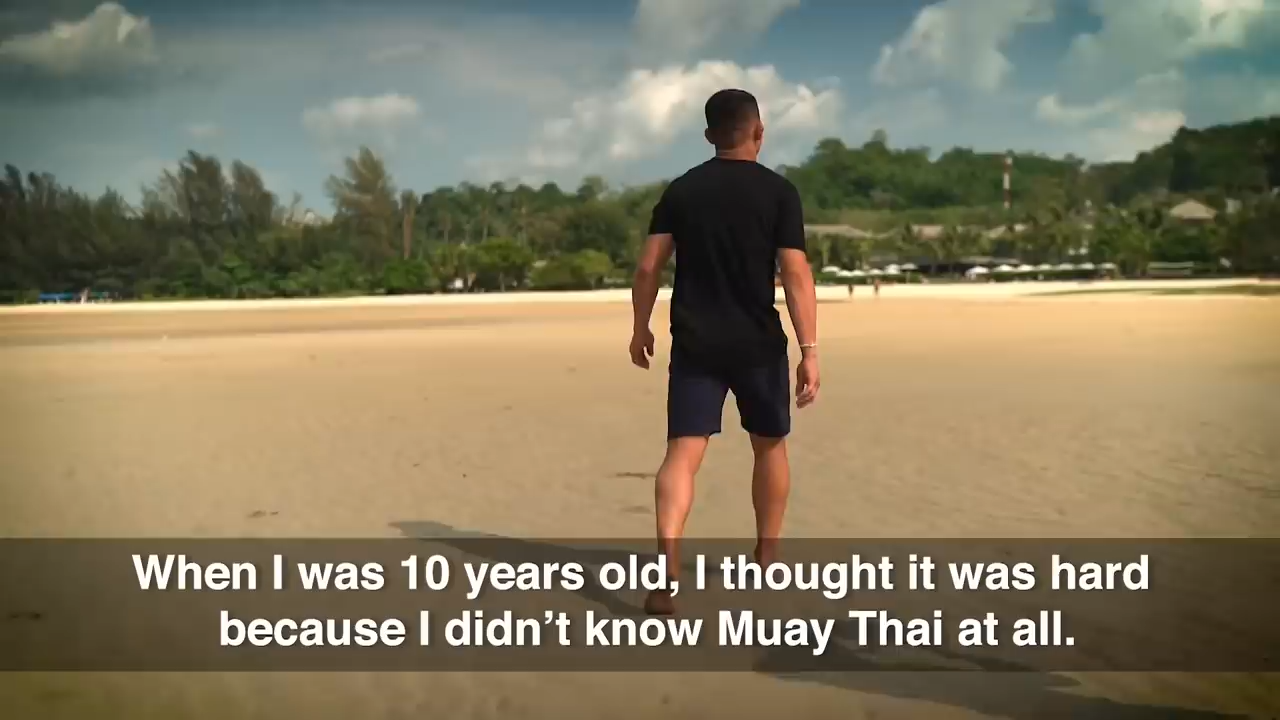 When I was 10 years old, I thought it was hard
because I didn’t know Muay Thai at all.